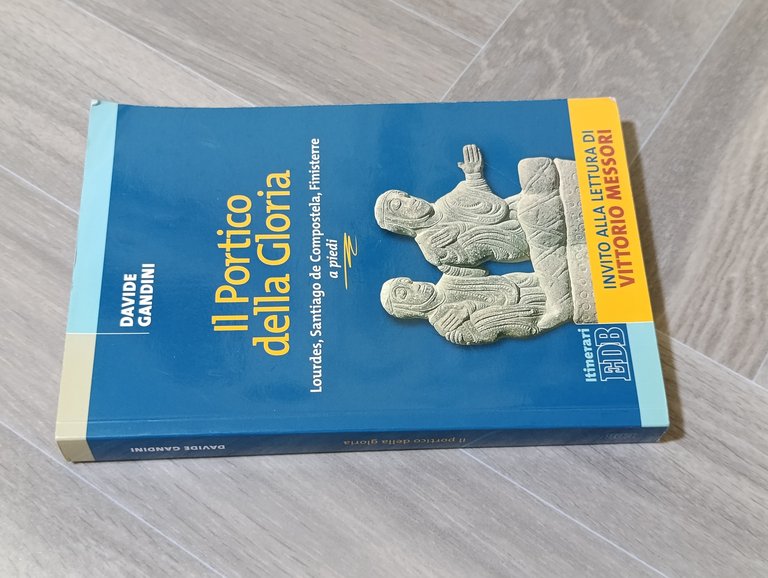 DAVIDE
GANDINI
Il Portico
della Gloria
Lourdes, Santiago de Compostela, Finisterre
a piedi
Itinerari
EDB
INVITO ALLA LETTURA DI
VITTORIO MESSORI
DAVIDE GANDINI
Il portico della gloria